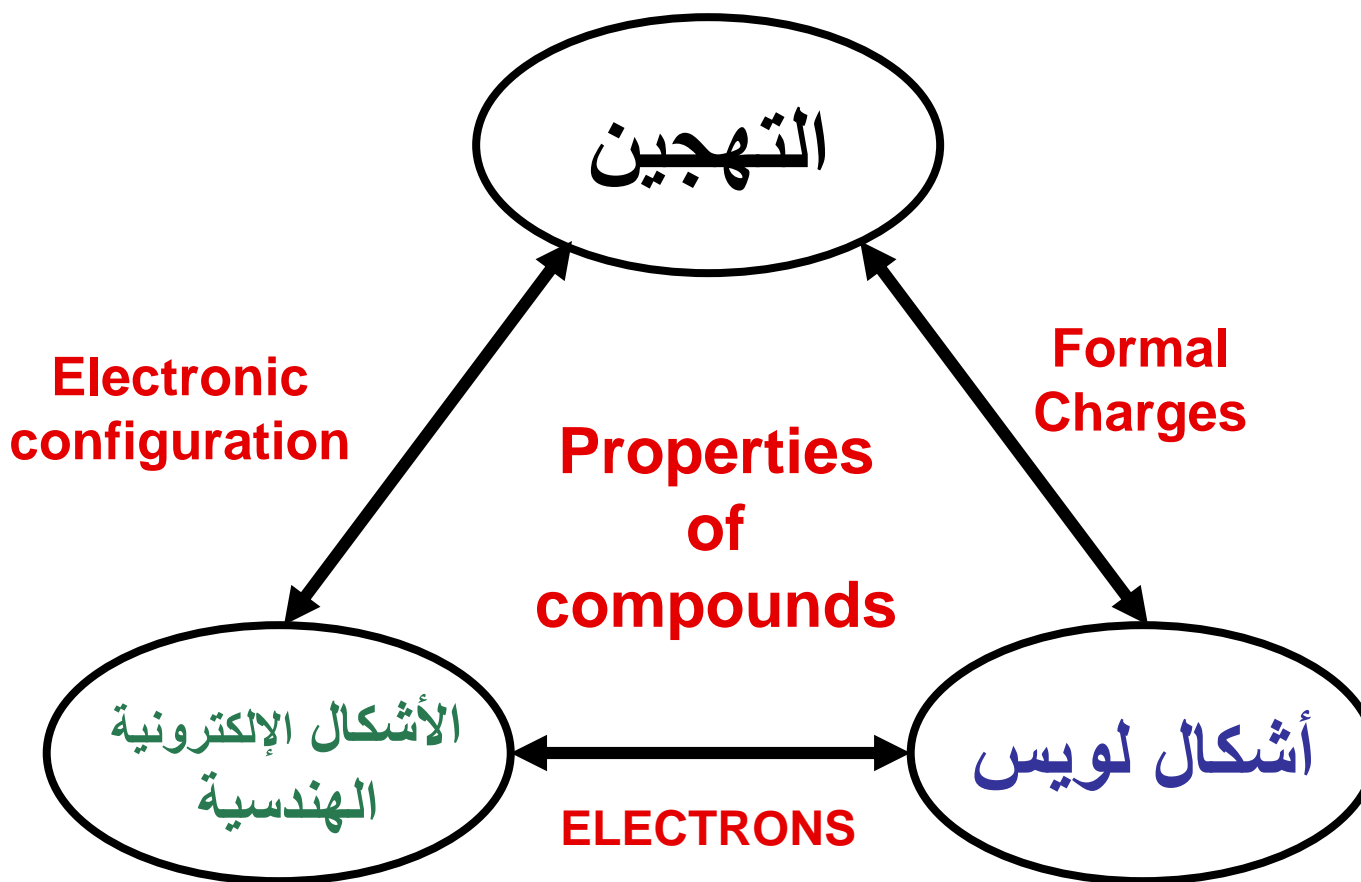 التهجين
Electronic
configuration
Formal
Charges
Properties
of
compounds
الأشكال الإلكترونية
الهندسية
أشكال لويس
ELECTRONS